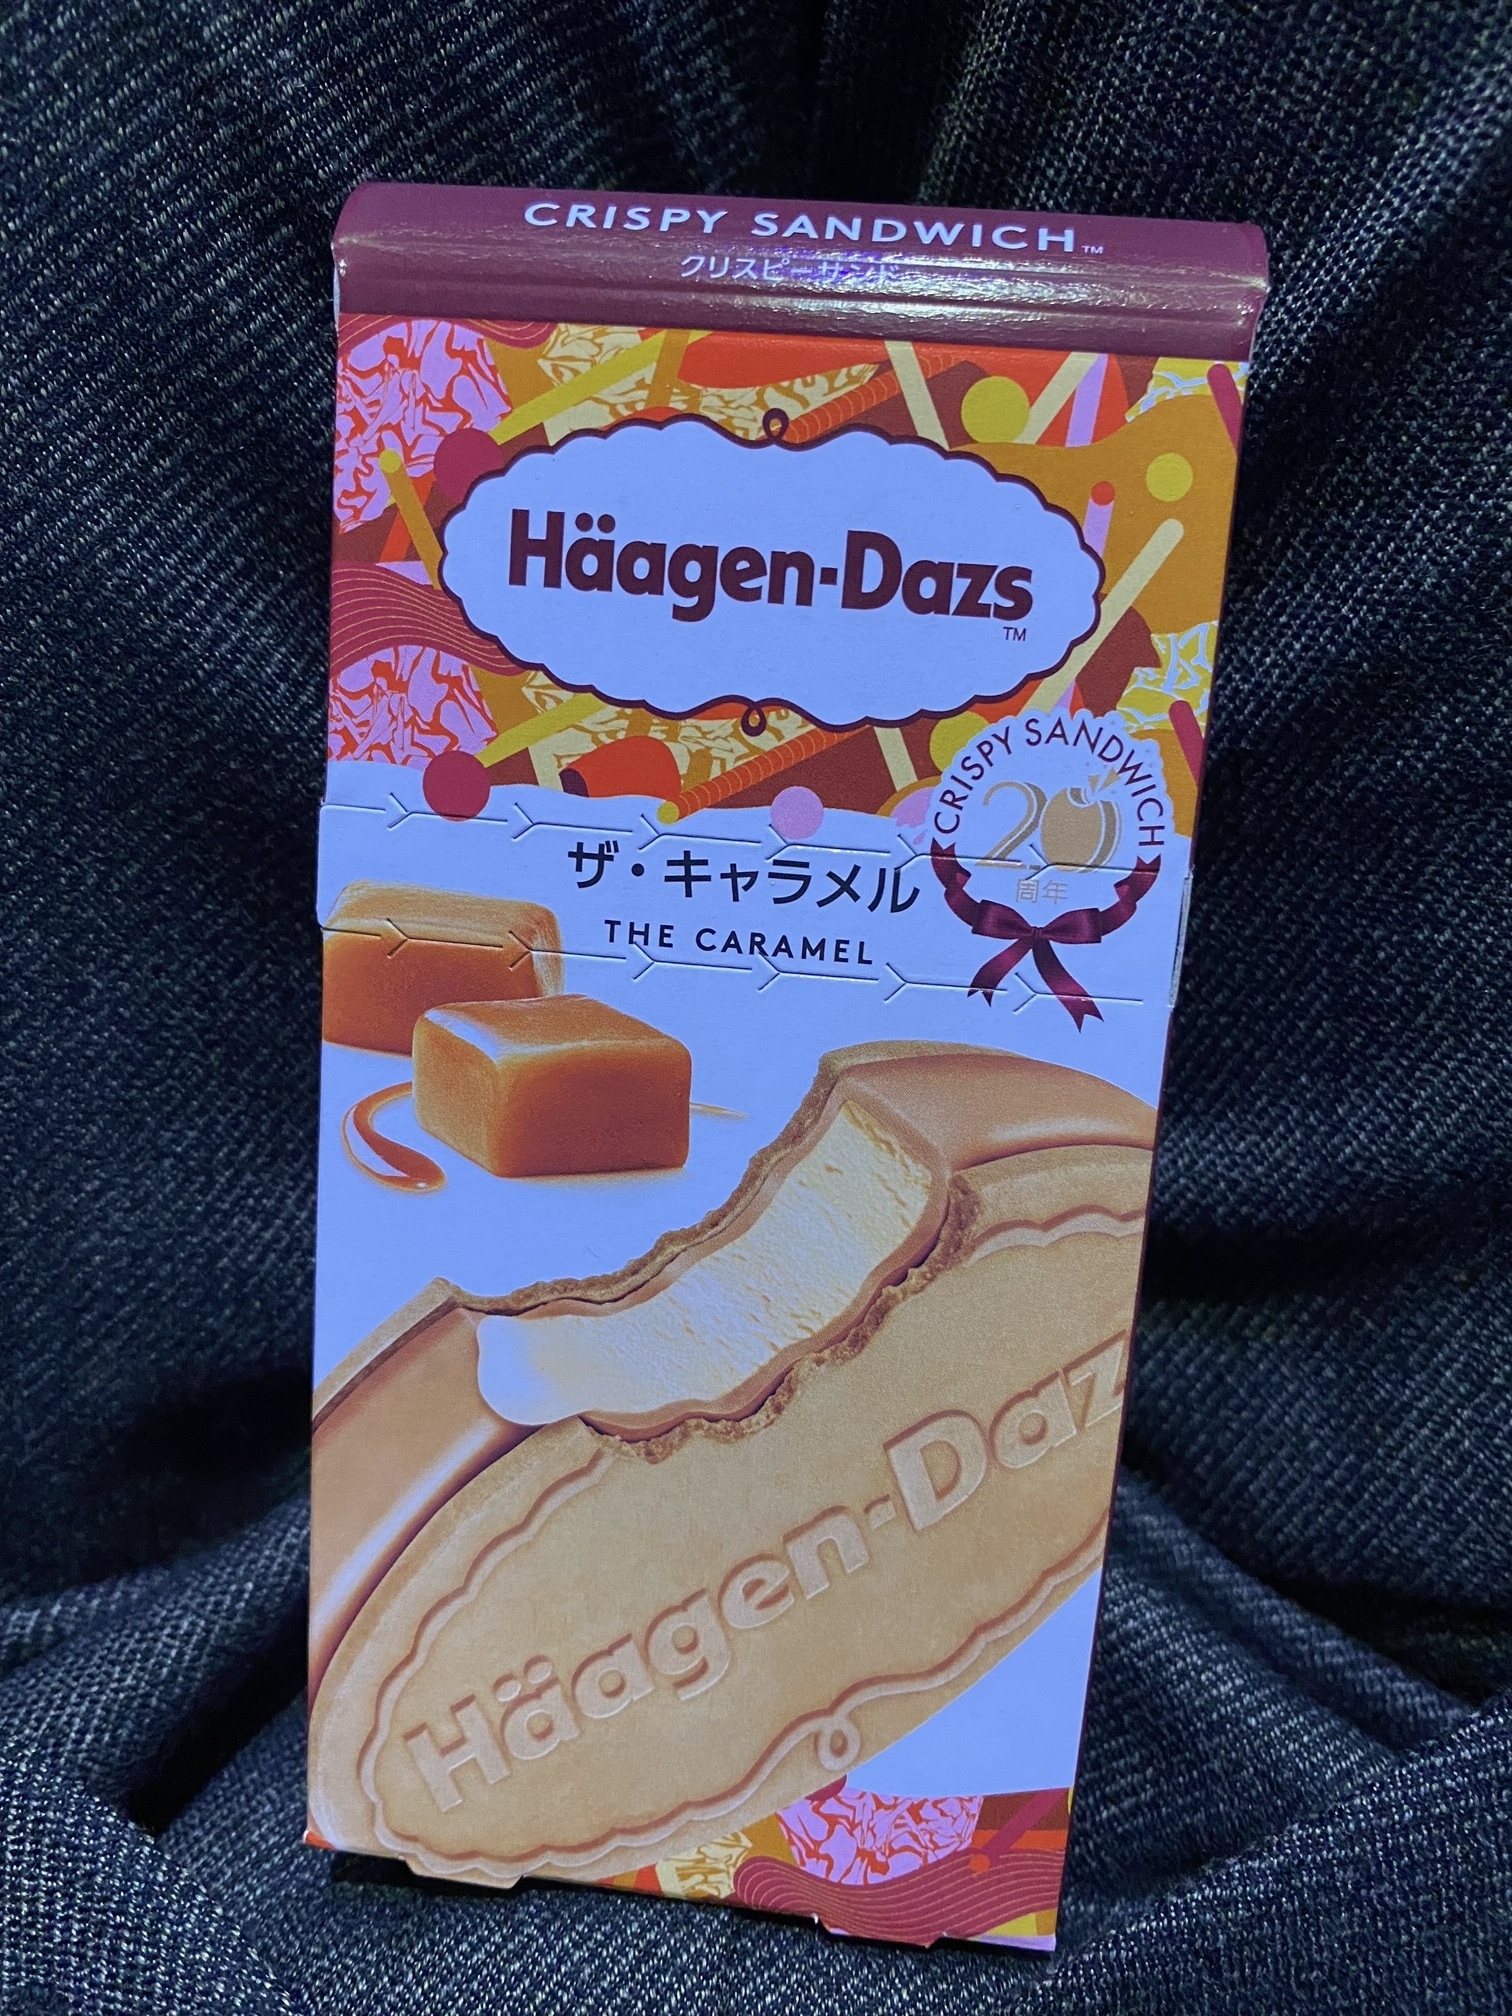 CRISPY SANDWICH™
クリスピーサンド
Häagen-Dazs
TM
CRISPY SANDWICH
20
周年
ザ・キャラメル
THE CARAMEL
Häagen-Daz